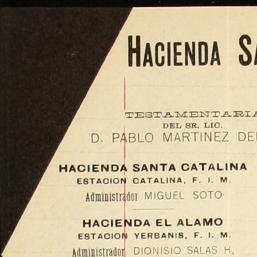 HACIENDA
TESTAMENTARIA
DEL SR. LIC.
D. PABLO MARTINEZ
HACIENDA SANTA CATALINA
ESTACION CATALINA, F. I. M.
Administrador MIGUEL SOTO
HACIENDA EL ALAMO
ESTACION YERBANIS, F. I. M.
Administrador DIONISIO SALAS H,